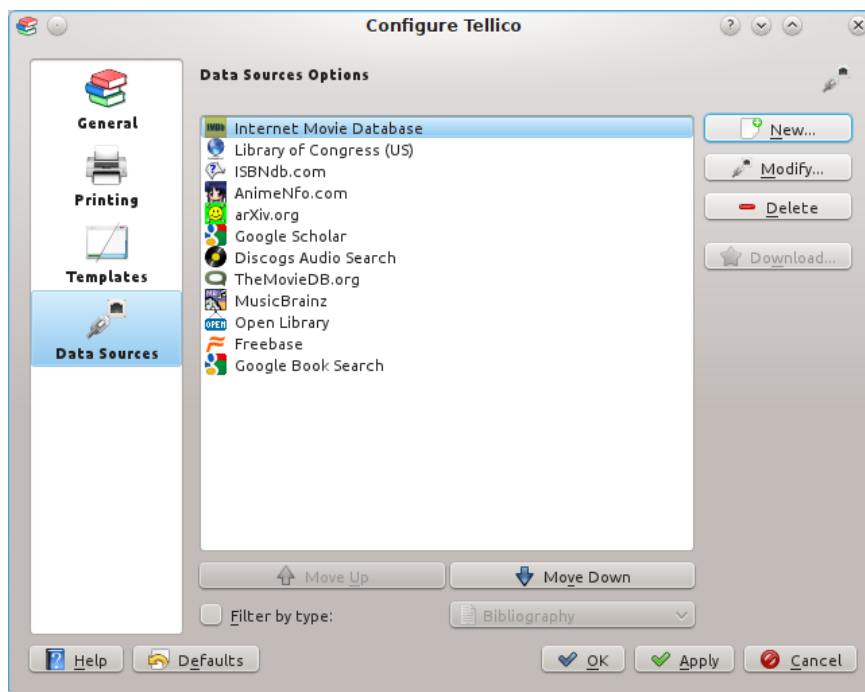 Configure Tellico
General
Printing
Templates
Data Sources
Data Sources Options
IMDb Internet Movie Database
Library of Congress (US)
ISBNdb.com
AnimeNfo.com
arXiv.org
Google Scholar
Discogs Audio Search
TheMovieDB.org
MusicBrainz
OPEN Open Library
Freebase
Google Book Search
New...
Modify...
Delete
Download...
Move Up
Move Down
Filter by type:
Bibliography
Help
Defaults
OK
Apply
Cancel